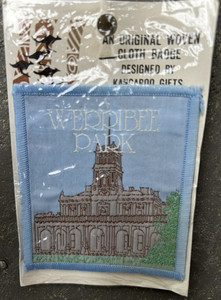 AN ORIGINAL WOVEN
CLOTH BADGE
DESIGNED BY
KANGAROO GIFTS
WERRIBEE
PARK